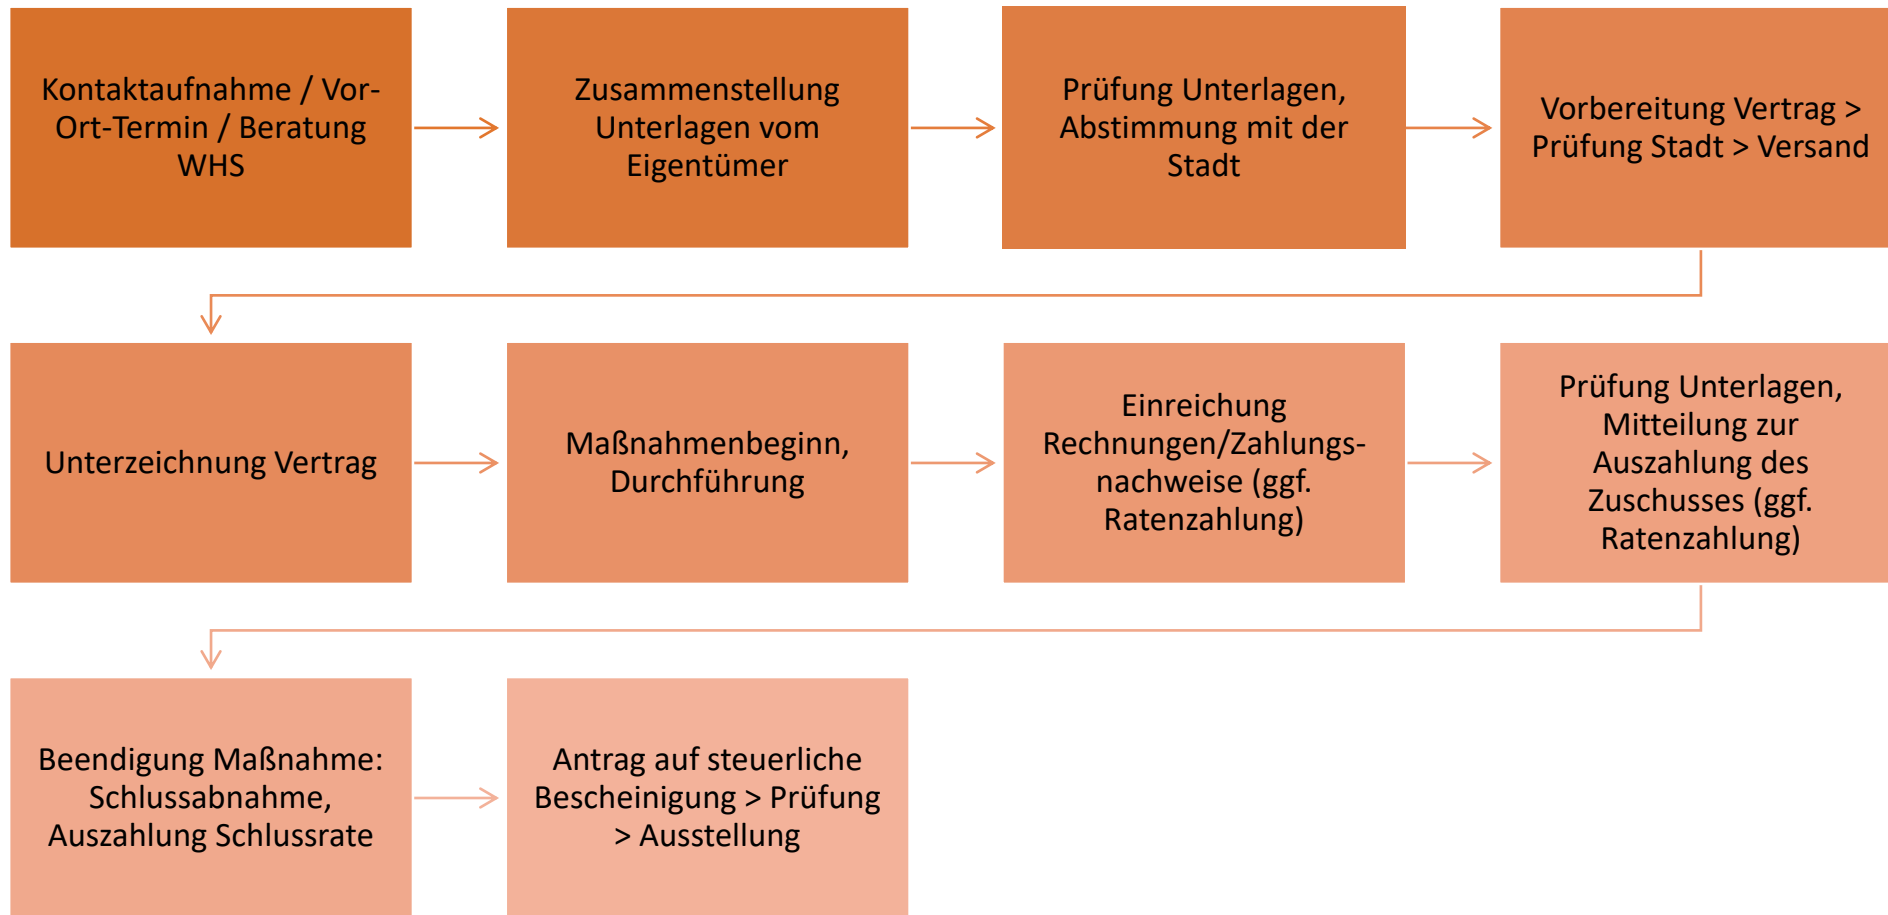 Kontaktaufnahme / Vor-
Ort-Termin / Beratung
WHS
Zusammenstellung
Unterlagen vom
Eigentümer
Prüfung Unterlagen,
Abstimmung mit der
Stadt
Vorbereitung Vertrag >
Prüfung Stadt > Versand
Unterzeichnung Vertrag
Maßnahmenbeginn,
Durchführung
Einreichung
Rechnungen/Zahlungs-
nachweise (ggf.
Ratenzahlung)
Prüfung Unterlagen,
Mitteilung zur
Auszahlung des
Zuschusses (ggf.
Ratenzahlung)
Beendigung Maßnahme:
Schlussabnahme,
Auszahlung Schlussrate
Antrag auf steuerliche
Bescheinigung > Prüfung
> Ausstellung